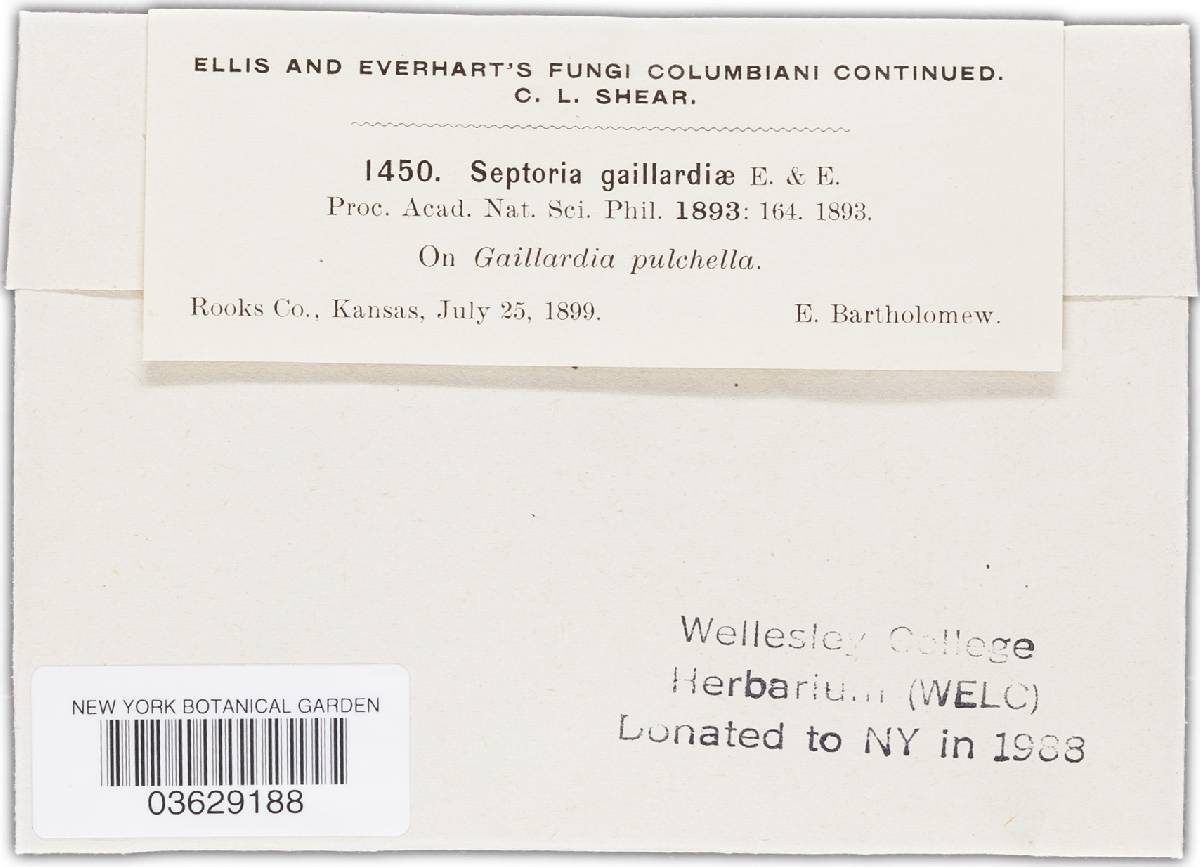 ELLIS AND EVERHART'S FUNGI COLUMBIANI CONTINUED.
C. L. SHEAR.
1450. Septoria gaillardiæ E. & E.
Proc. Acad. Nat. Sci. Phil. 1893: 164. 1893.
On Gaillardia pulchella.
Rooks Co., Kansas, July 25, 1899. E. Bartholomew.
Wellesley College
Herbarium (WELC)
Donated to NY in 1988
NEW YORK BOTANICAL GARDEN
03629188